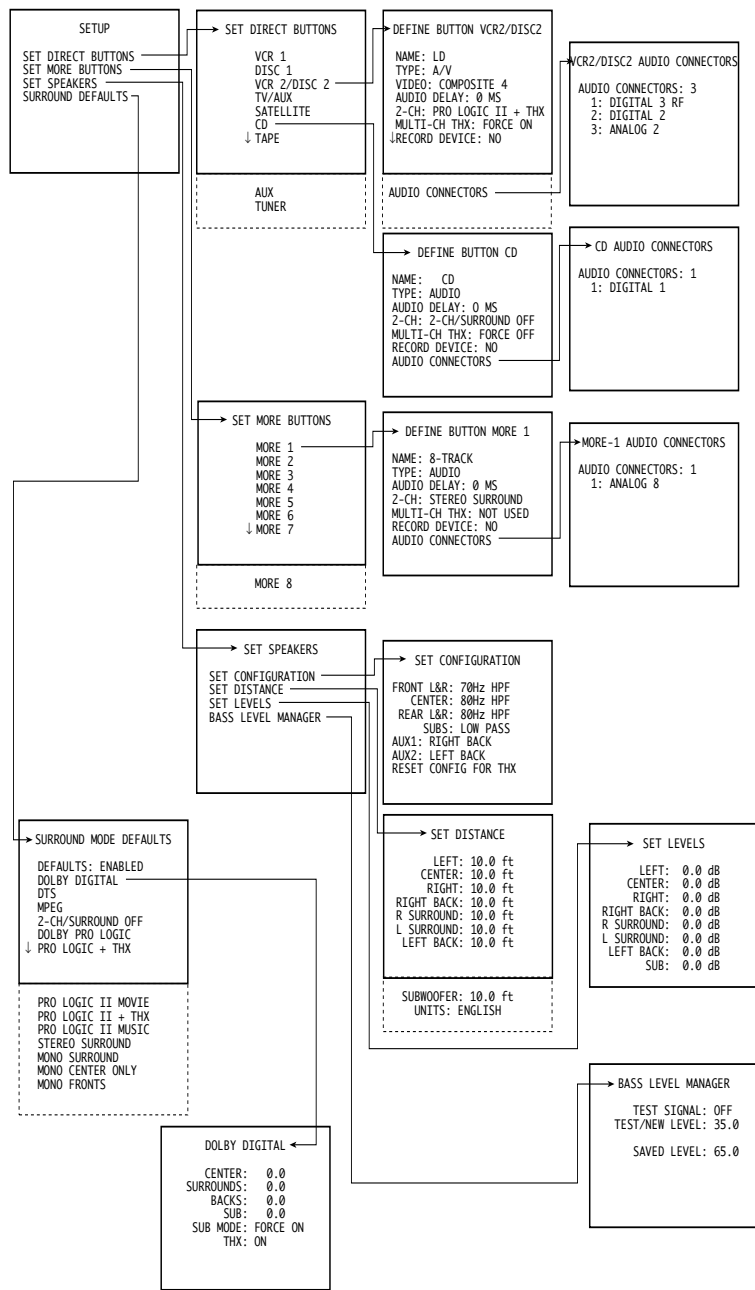 SETUP
SET DIRECT BUTTONS
SET MORE BUTTONS
SET SPEAKERS
SURROUND DEFAULTS
SET DIRECT BUTTONS
VCR 1
DISC 1
VCR 2/DISC 2
TV/AUX
SATELLITE
CD
↓ TAPE
AUX
TUNER
DEFINE BUTTON VCR2/DISC2
NAME: LD
TYPE: A/V
VIDEO: COMPOSITE 4
AUDIO DELAY: 0 MS
2-CH: PRO LOGIC II + THX
MULTI-CH THX: FORCE ON
↓RECORD DEVICE: NO
AUDIO CONNECTORS
VCR2/DISC2 AUDIO CONNECTORS
AUDIO CONNECTORS: 3
1: DIGITAL 3 RF
2: DIGITAL 2
3: ANALOG 2
DEFINE BUTTON CD
NAME: CD
TYPE: AUDIO
AUDIO DELAY: 0 MS
2-CH: 2-CH/SURROUND OFF
MULTI-CH THX: FORCE OFF
RECORD DEVICE: NO
AUDIO CONNECTORS
CD AUDIO CONNECTORS
AUDIO CONNECTORS: 1
1: DIGITAL 1
SET MORE BUTTONS
MORE 1
MORE 2
MORE 3
MORE 4
MORE 5
MORE 6
↓ MORE 7
MORE 8
DEFINE BUTTON MORE 1
NAME: 8-TRACK
TYPE: AUDIO
AUDIO DELAY: 0 MS
2-CH: STEREO SURROUND
MULTI-CH THX: NOT USED
RECORD DEVICE: NO
AUDIO CONNECTORS
MORE-1 AUDIO CONNECTORS
AUDIO CONNECTORS: 1
1: ANALOG 8
SET SPEAKERS
SET CONFIGURATION
SET DISTANCE
SET LEVELS
BASS LEVEL MANAGER
SET CONFIGURATION
FRONT L&R: 70Hz HPF
CENTER: 80Hz HPF
REAR L&R: 80Hz HPF
SUBS: LOW PASS
AUX1: RIGHT BACK
AUX2: LEFT BACK
RESET CONFIG FOR THX
SURROUND MODE DEFAULTS
DEFAULTS: ENABLED
DOLBY DIGITAL
DTS
MPEG
2-CH/SURROUND OFF
DOLBY PRO LOGIC
↓ PRO LOGIC + THX
PRO LOGIC II MOVIE
PRO LOGIC II + THX
PRO LOGIC II MUSIC
STEREO SURROUND
MONO SURROUND
MONO CENTER ONLY
MONO FRONTS
SET DISTANCE
LEFT: 10.0 ft
CENTER: 10.0 ft
RIGHT: 10.0 ft
RIGHT BACK: 10.0 ft
R SURROUND: 10.0 ft
L SURROUND: 10.0 ft
LEFT BACK: 10.0 ft
SUBWOOFER: 10.0 ft
UNITS: ENGLISH
SET LEVELS
LEFT: 0.0 dB
CENTER: 0.0 dB
RIGHT: 0.0 dB
RIGHT BACK: 0.0 dB
R SURROUND: 0.0 dB
L SURROUND: 0.0 dB
LEFT BACK: 0.0 dB
SUB: 0.0 dB
BASS LEVEL MANAGER
TEST SIGNAL: OFF
TEST/NEW LEVEL: 35.0
SAVED LEVEL: 65.0
DOLBY DIGITAL
CENTER: 0.0
SURROUNDS: 0.0
BACKS: 0.0
SUB: 0.0
SUB MODE: FORCE ON
THX: ON